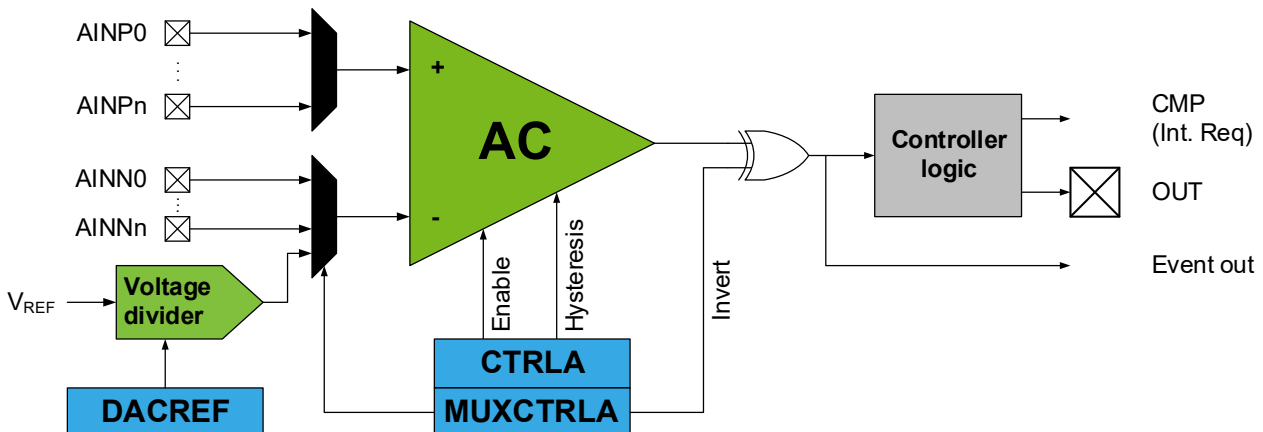 AINP0
⋮
AINPn
AINN0
⋮
AINNn
VREF
Voltage
divider
DACREF
+
AC
-
Enable
Hysteresis
CTRLA
MUXCTRLA
Invert
Controller
logic
CMP
(Int. Req)
OUT
Event out